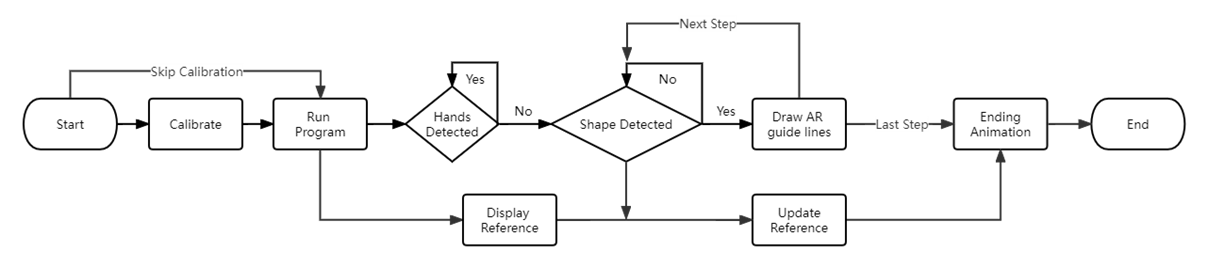 Next Step
Skip Calibration
Yes
No
Start
Calibrate
Run
Program
Hands
Detected
No
Shape Detected
Yes
Draw AR
guide lines
Last Step
Ending
Animation
End
Display
Reference
Update
Reference